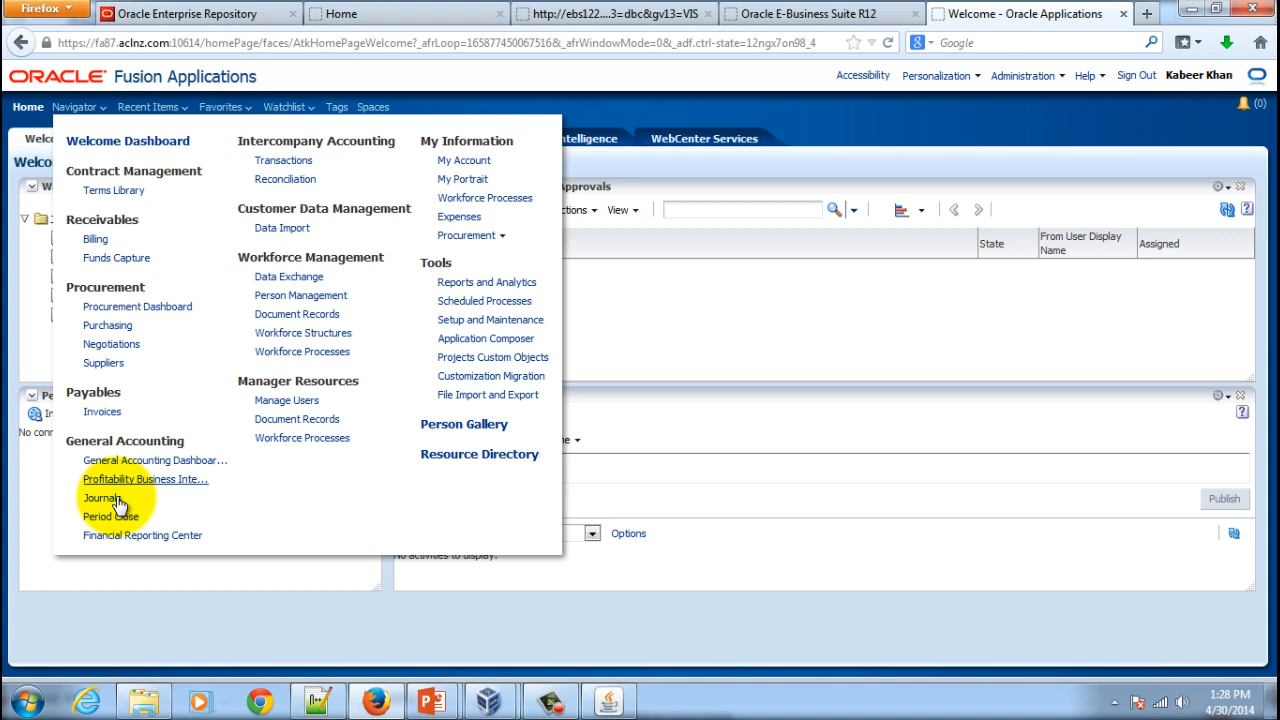 Firefox
Oracle Enterprise Repository
Home
http://ebs122....3=dbc&gv13=VIS
Oracle E-Business Suite R12
Welcome - Oracle Applications
https://fa87.aclnz.com:10614/homePage/faces/AtkHomePageWelcome?_afrLoop=165877450067516&_afrWindowMode=0&_adf.ctrl-state=12ngx7on98_4
Google
ORACLE Fusion Applications
Accessibility Personalization Administration Help Sign Out Kabeer Khan
Home Navigator Recent Items Favorites Watchlist Tags Spaces
(0)
Welc
ntelligence
WebCenter Services
Welco
Welcome Dashboard
Contract Management
Terms Library
Receivables
Billing
Funds Capture
Procurement
Procurement Dashboard
Purchasing
Negotiations
Suppliers
Payables
Invoices
General Accounting
General Accounting Dashboar...
Profitability Business Inte...
Journals
Period Close
Financial Reporting Center
Intercompany Accounting
Transactions
Reconciliation
Customer Data Management
Data Import
Workforce Management
Data Exchange
Person Management
Document Records
Workforce Structures
Workforce Processes
Manager Resources
Manage Users
Document Records
Workforce Processes
My Information
My Account
My Portrait
Workforce Processes
Expenses
Procurement
Tools
Reports and Analytics
Scheduled Processes
Setup and Maintenance
Application Composer
Projects Custom Objects
Customization Migration
File Import and Export
Person Gallery
Resource Directory
W
Approvals
ctions View
State
From User Display Name
Assigned
Pe
In
No conn
me
Publish
Options
No activities to display.
1:28 PM
4/30/2014